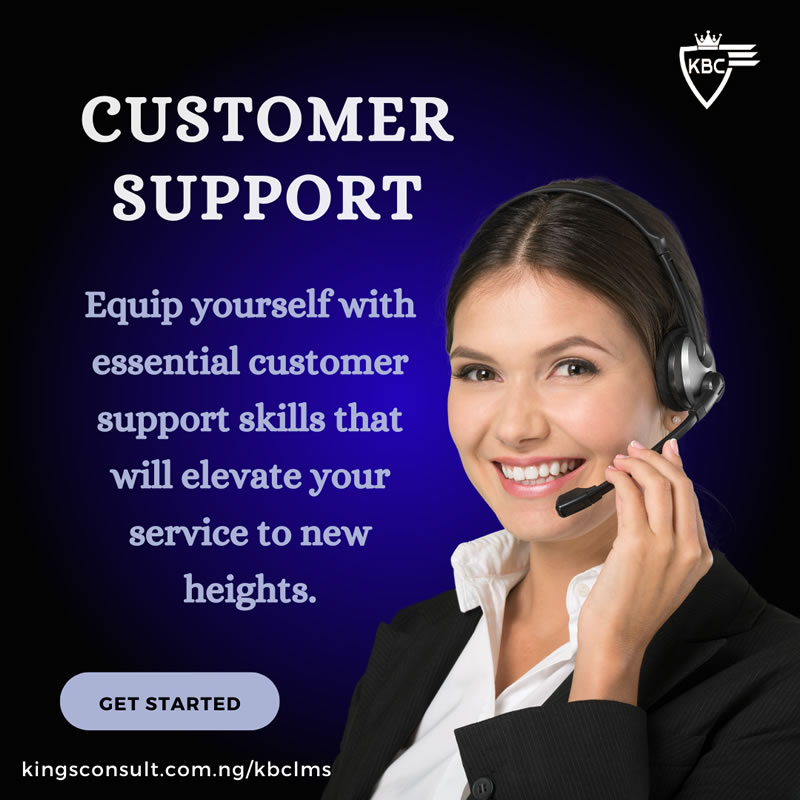 KBC
CUSTOMER
SUPPORT
Equip yourself with
essential customer
support skills that
will elevate your
service to new
heights.
GET STARTED
kingsconsult.com.ng/kbclms